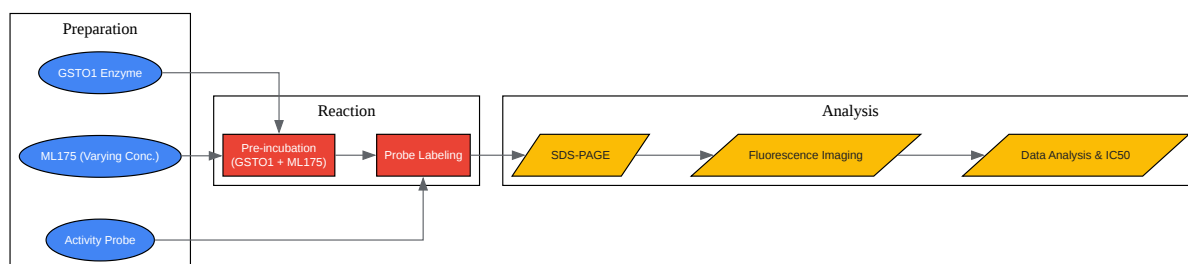 Preparation
GSTO1 Enzyme
ML175 (Varying Conc.)
Activity Probe
Reaction
Pre-incubation
(GSTO1 + ML175)
Probe Labeling
Analysis
SDS-PAGE
Fluorescence Imaging
Data Analysis & IC50